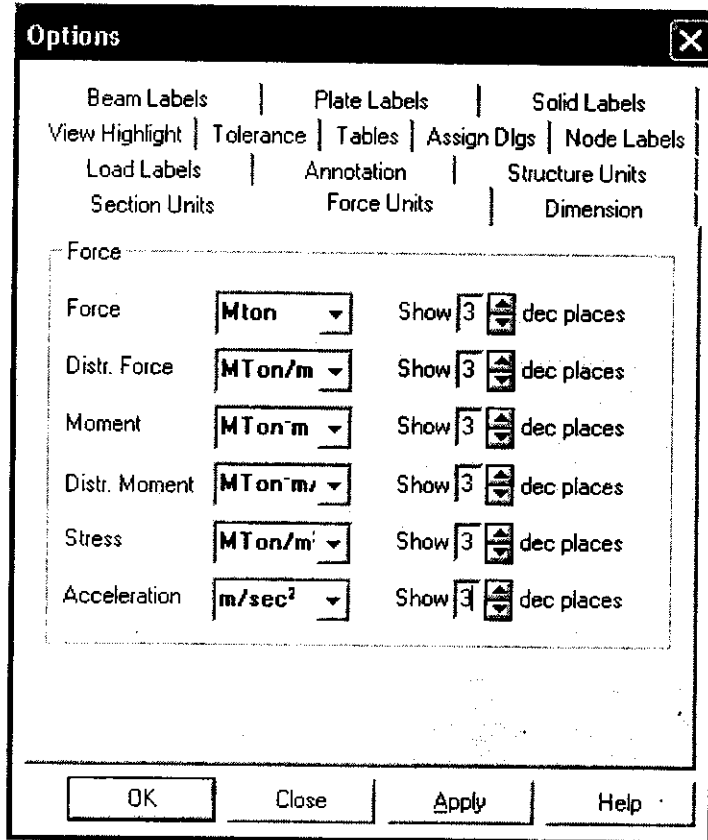 Options
Beam Labels Plate Labels Solid Labels
View Highlight Tolerance Tables Assign Dlgs Node Labels
Load Labels Annotation Structure Units
Section Units Force Units Dimension
Force
Force Mton Show 3 dec places
Distr. Force MTon/m Show 3 dec places
Moment MTon-m Show 3 dec places
Distr. Moment MTon-m/ Show 3 dec places
Stress MTon/m² Show 3 dec places
Acceleration m/sec² Show 3 dec places
OK Close Apply Help